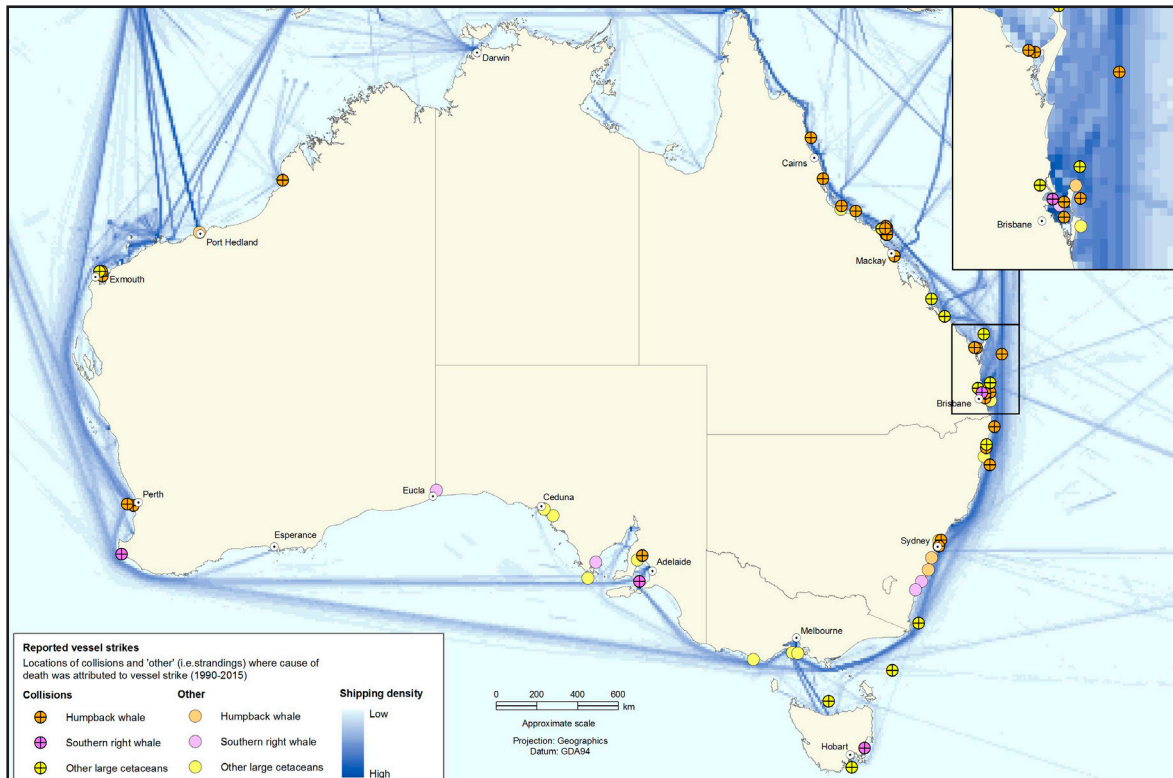 Darwin
Cairns
Port Hedland
Exmouth
Mackay
Brisbane
Brisbane
Perth
Eucla
Ceduna
Esperance
Adelaide
Sydney
Melbourne
Hobart
Reported vessel strikes
Locations of collisions and 'other' (i.e.strandings) where cause of
death was attributed to vessel strike (1990-2015)
Collisions Other Shipping density
Humpback whale Humpback whale Low
Southern right whale Southern right whale
Other large cetaceans Other large cetaceans High
0 200 400 600
km
Approximate scale
Projection: Geographics
Datum: GDA94